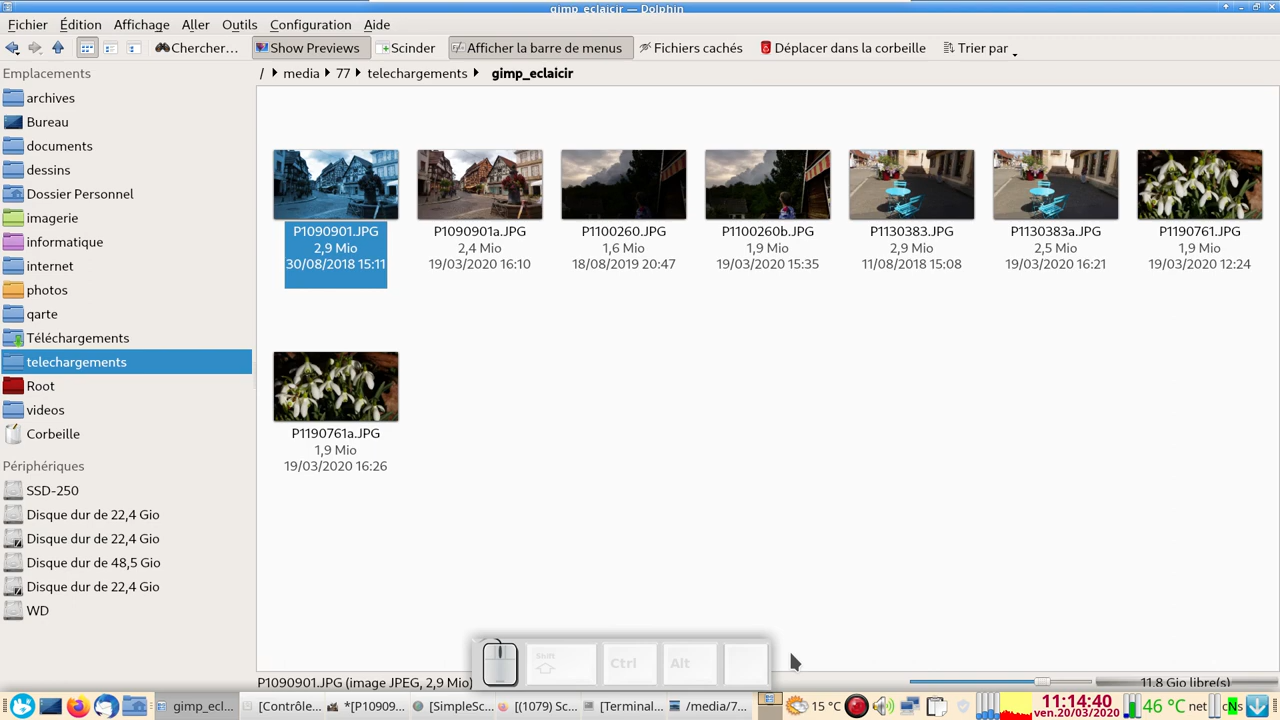 gimp_eclaicir — Dolphin
Fichier Édition Affichage Aller Outils Configuration Aide
Chercher... Show Previews Scinder Afficher la barre de menus Fichiers cachés Déplacer dans la corbeille Trier par
/ media 77 telechargements gimp_eclaicir
Emplacements
archives
Bureau
documents
dessins
Dossier Personnel
imagerie
informatique
internet
photos
qarte
Téléchargements
telechargements
Root
videos
Corbeille
Périphériques
SSD-250
Disque dur de 22,4 Gio
Disque dur de 22,4 Gio
Disque dur de 48,5 Gio
Disque dur de 22,4 Gio
WD
P1090901.JPG
2,9 Mio
30/08/2018 15:11
P1090901a.JPG
2,4 Mio
19/03/2020 16:10
P1100260.JPG
1,6 Mio
18/08/2019 20:47
P1100260b.JPG
1,9 Mio
19/03/2020 15:35
P1130383.JPG
2,9 Mio
11/08/2018 15:08
P1130383a.JPG
2,5 Mio
19/03/2020 16:21
P1190761.JPG
1,9 Mio
19/03/2020 12:24
P1190761a.JPG
1,9 Mio
19/03/2020 16:26
Shift Ctrl Alt
P1090901.JPG (image JPEG, 2,9 Mio) 11,8 Gio libre(s)
gimp_ecl... [Contrôle... *[P10909... [SimpleSc... [(1079) Sc... [Terminal... /media/7... 15 °C 11:14:40 46 °C net cNs
ven.20/03/2020